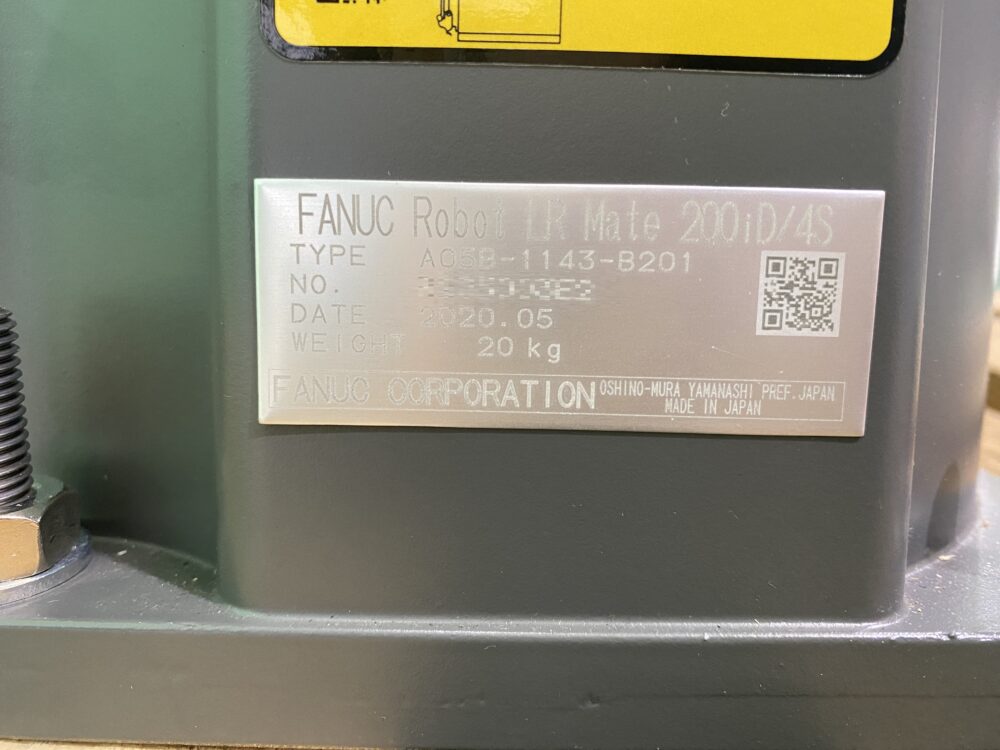 FANUC Robot LR Mate 200iD/4S
TYPE A05B-1143-B201
NO.
DATE 2020.05
WEIGHT 20 kg
FANUC CORPORATION OSHINO-MURA YAMANASHI PREF. JAPAN
MADE IN JAPAN